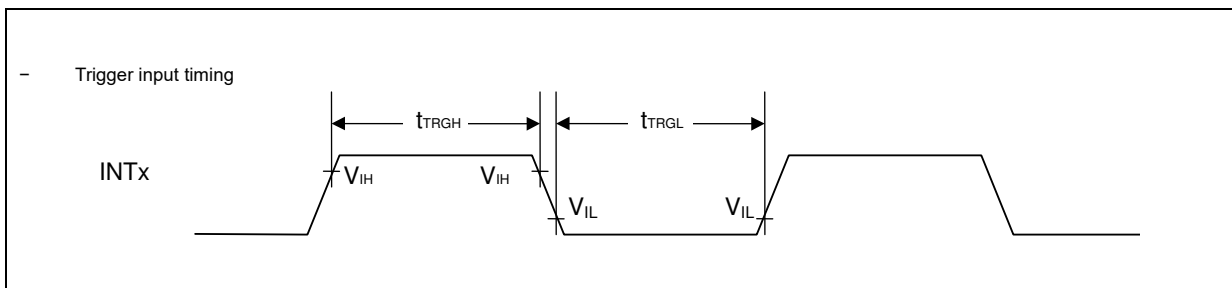 – Trigger input timing
tTRGH tTRGL
INTx
VIH VIH
VIL VIL